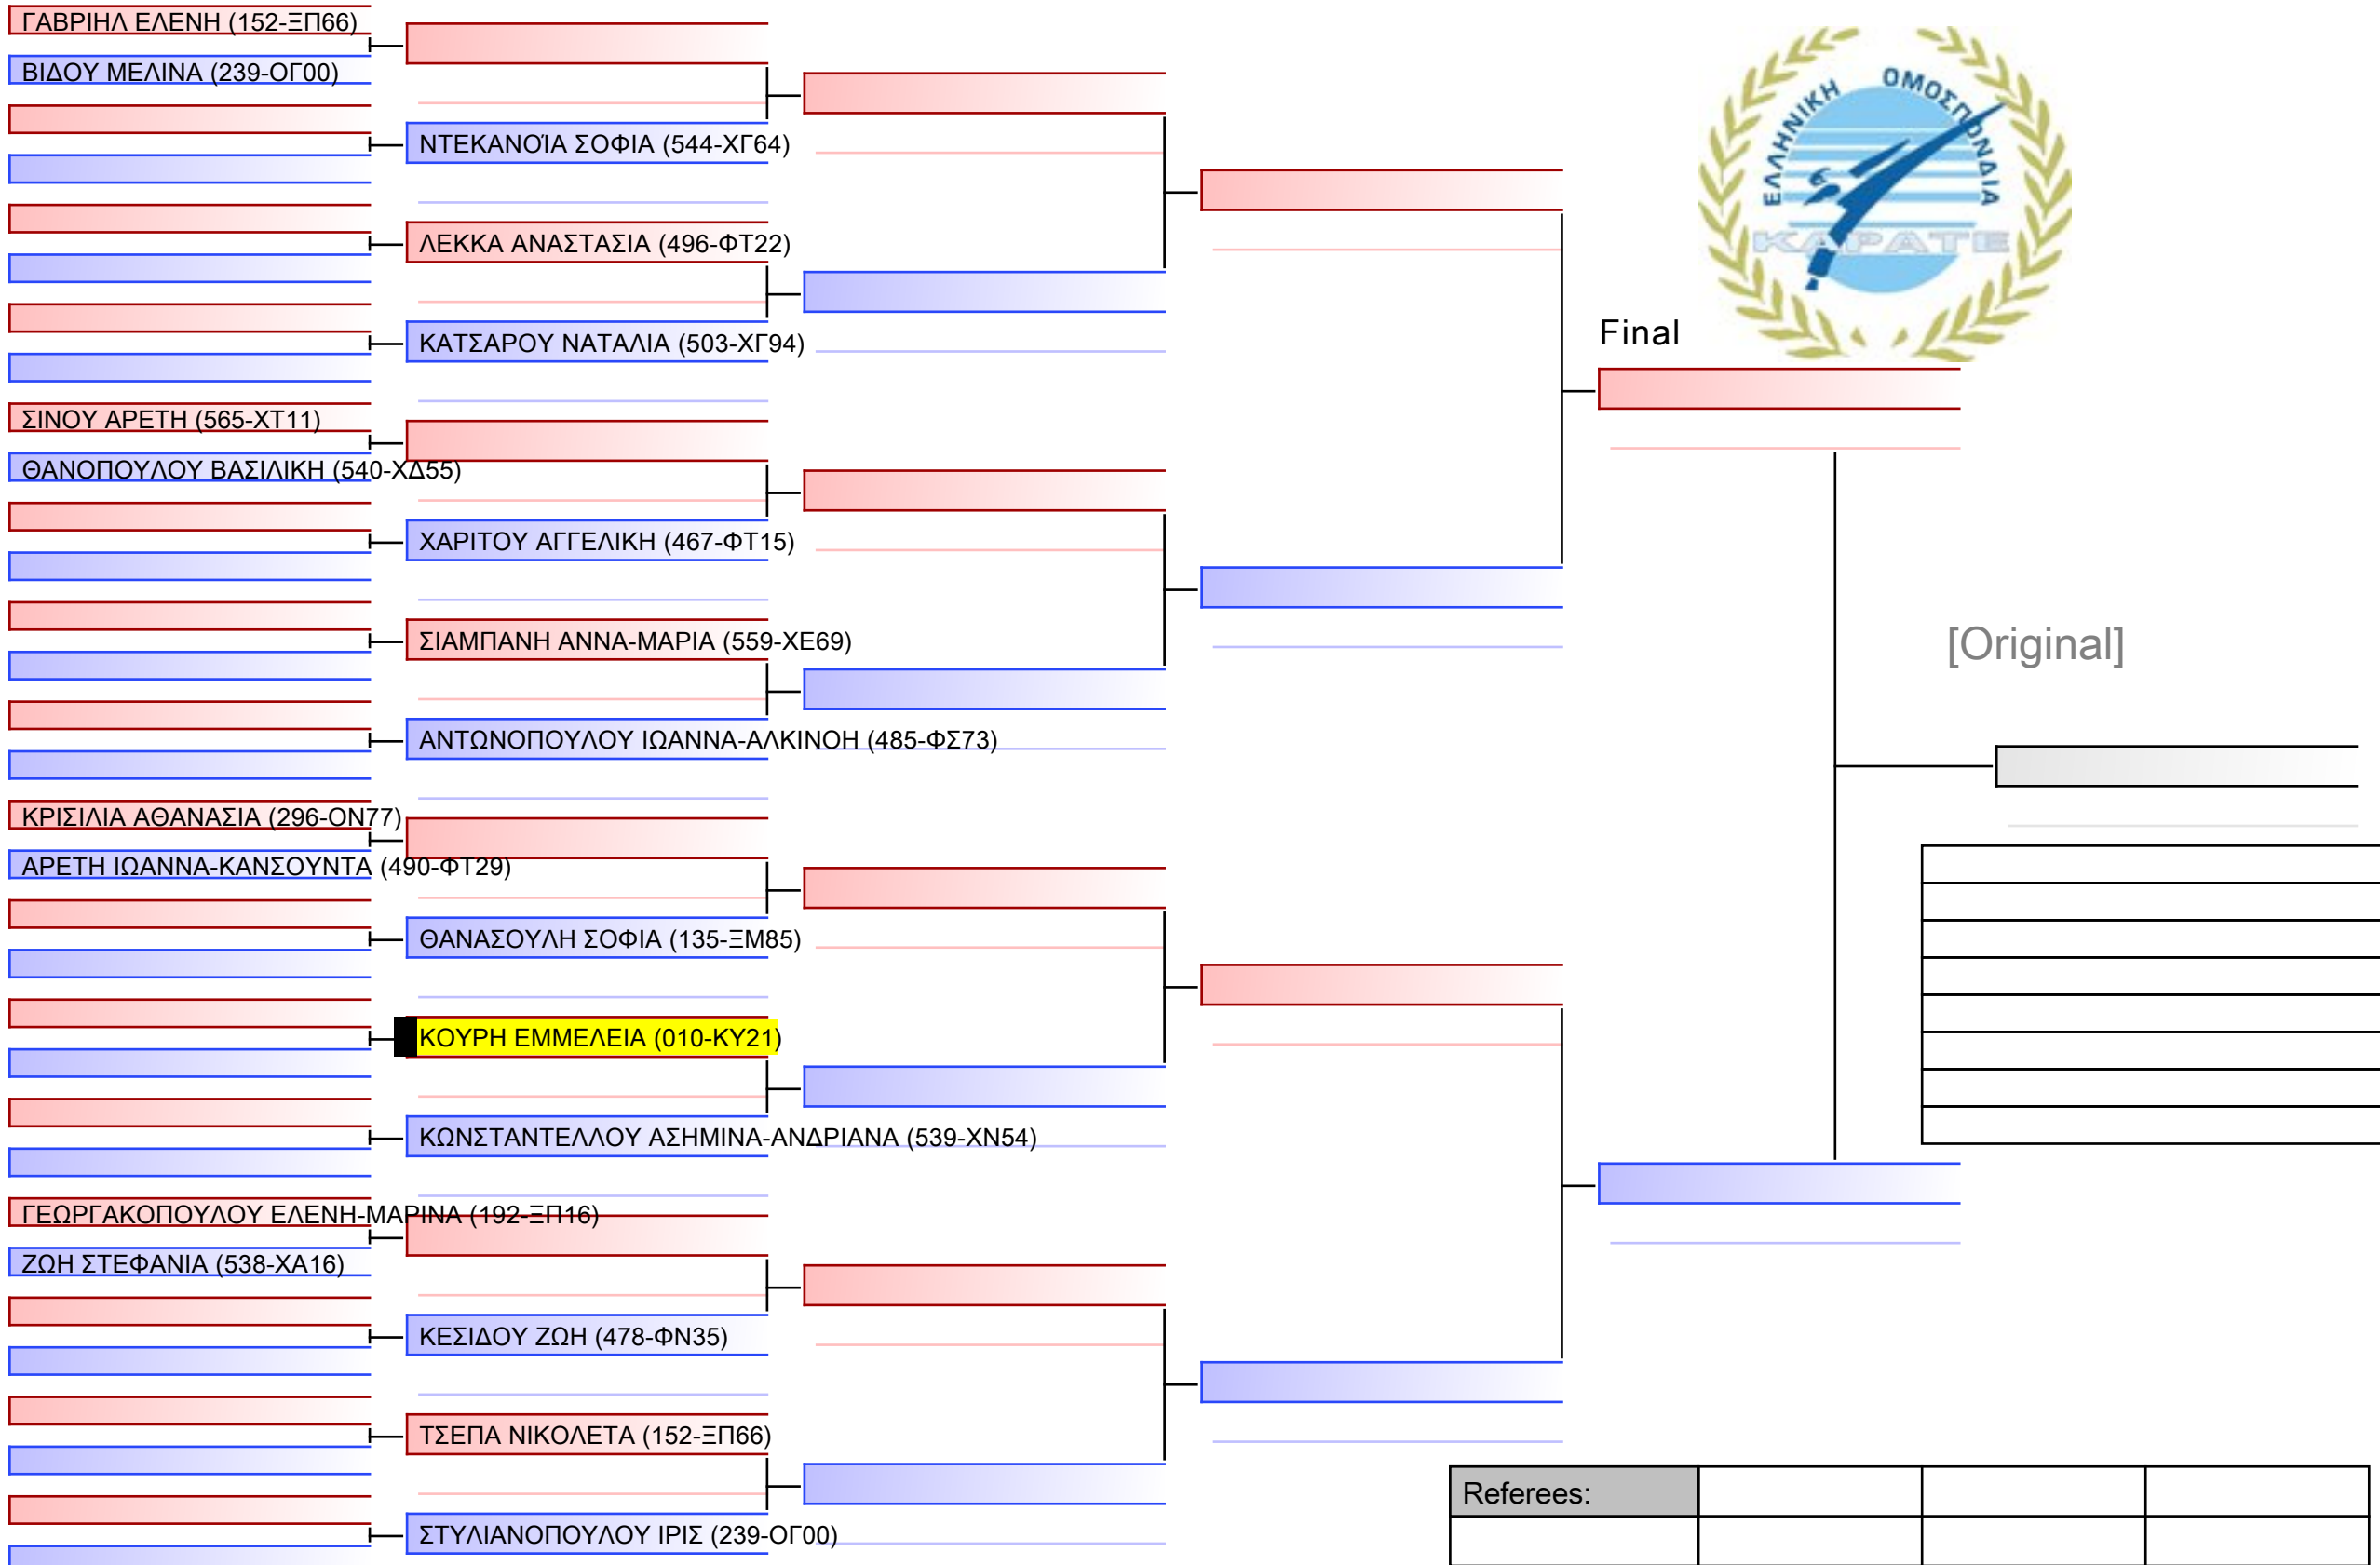 ΓΑΒΡΙΗΛ ΕΛΕΝΗ (152-ΞΠ66)
ΒΙΔΟΥ ΜΕΛΙΝΑ (239-ΟΓ00)
ΝΤΕΚΑΝΟΊΑ ΣΟΦΙΑ (544-ΧΓ64)
ΛΕΚΚΑ ΑΝΑΣΤΑΣΙΑ (496-ΦΤ22)
ΚΑΤΣΑΡΟΥ ΝΑΤΑΛΙΑ (503-ΧΓ94)
ΣΙΝΟΥ ΑΡΕΤΗ (565-ΧΤ11)
ΘΑΝΟΠΟΥΛΟΥ ΒΑΣΙΛΙΚΗ (540-ΧΔ55)
ΧΑΡΙΤΟΥ ΑΓΓΕΛΙΚΗ (467-ΦΤ15)
ΣΙΑΜΠΑΝΗ ΑΝΝΑ-ΜΑΡΙΑ (559-ΧΕ69)
ΑΝΤΩΝΟΠΟΥΛΟΥ ΙΩΑΝΝΑ-ΑΛΚΙΝΟΗ (485-ΦΣ73)
ΚΡΙΣΙΛΙΑ ΑΘΑΝΑΣΙΑ (296-ΟΝ77)
ΑΡΕΤΗ ΙΩΑΝΝΑ-ΚΑΝΣΟΥΝΤΑ (490-ΦΤ29)
ΘΑΝΑΣΟΥΛΗ ΣΟΦΙΑ (135-ΞΜ85)
ΚΟΥΡΗ ΕΜΜΕΛΕΙΑ (010-ΚΥ21)
ΚΩΝΣΤΑΝΤΕΛΛΟΥ ΑΣΗΜΙΝΑ-ΑΝΔΡΙΑΝΑ (539-ΧΝ54)
ΓΕΩΡΓΑΚΟΠΟΥΛΟΥ ΕΛΕΝΗ-ΜΑΡΙΝΑ (192-ΞΠ16)
ΖΩΗ ΣΤΕΦΑΝΙΑ (538-ΧΑ16)
ΚΕΣΙΔΟΥ ΖΩΗ (478-ΦΝ35)
ΤΣΕΠΑ ΝΙΚΟΛΕΤΑ (152-ΞΠ66)
ΣΤΥΛΙΑΝΟΠΟΥΛΟΥ ΙΡΙΣ (239-ΟΓ00)
ΕΛΛΗΝΙΚΗ ΟΜΟΣΠΟΝΔΙΑ
ΚΑΡΑΤΕ
Final
[Original]
Referees: